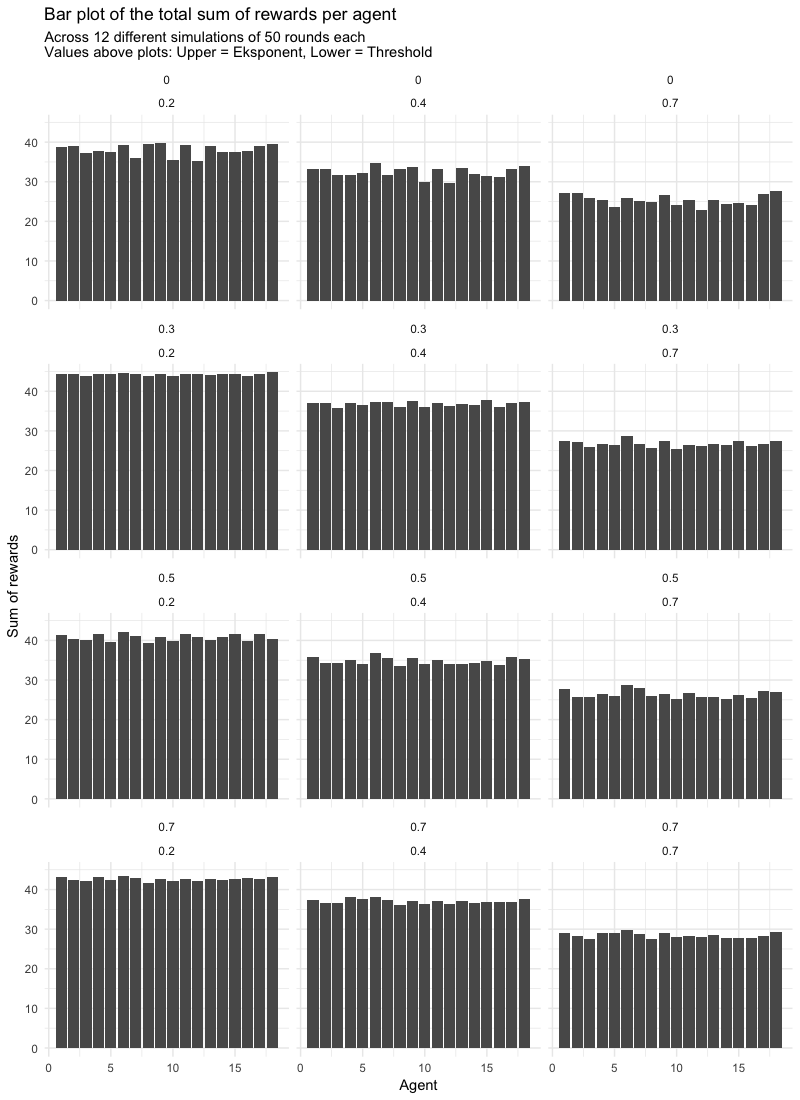 Bar plot of the total sum of rewards per agent
Across 12 different simulations of 50 rounds each
Values above plots: Upper = Eksponent, Lower = Threshold
0 0 0
0.2 0.4 0.7
40
30
20
10
0
0.3 0.3 0.3
0.2 0.4 0.7
40
30
20
10
0
Sum of rewards
0.5 0.5 0.5
0.2 0.4 0.7
40
30
20
10
0
0.7 0.7 0.7
0.2 0.4 0.7
40
30
20
10
0
0 5 10 15 0 5 10 15 0 5 10 15
Agent